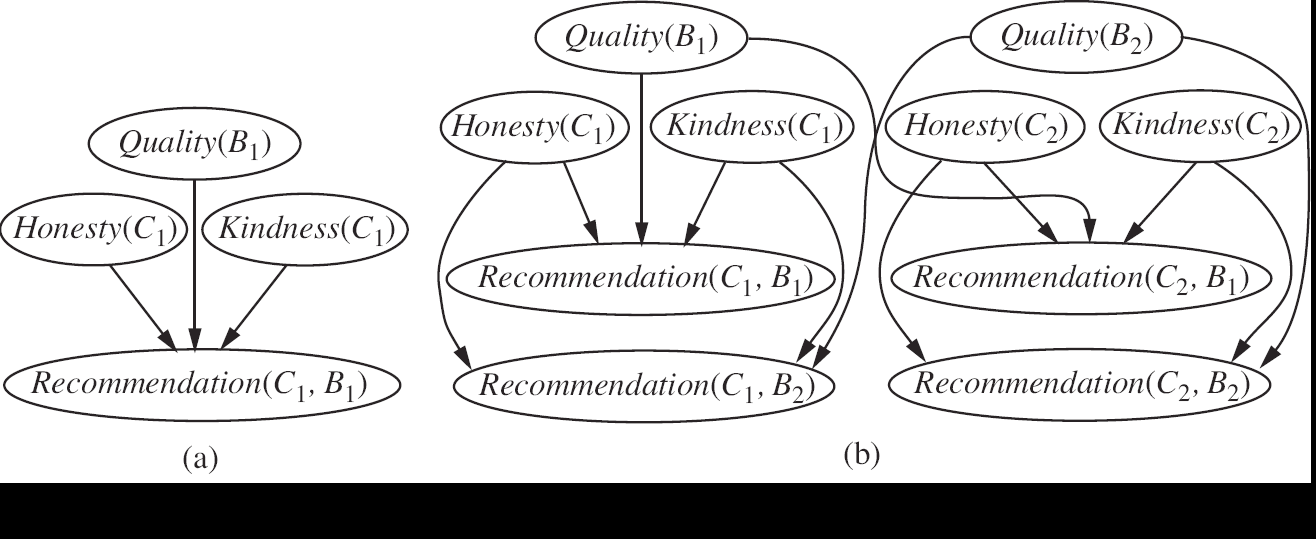 Quality(B1)
Honesty(C1) Kindness(C1)
Recommendation(C1, B1)
(a)
Quality(B1) Quality(B2)
Honesty(C1) Kindness(C1) Honesty(C2) Kindness(C2)
Recommendation(C1, B1) Recommendation(C2, B1)
Recommendation(C1, B2) Recommendation(C2, B2)
(b)